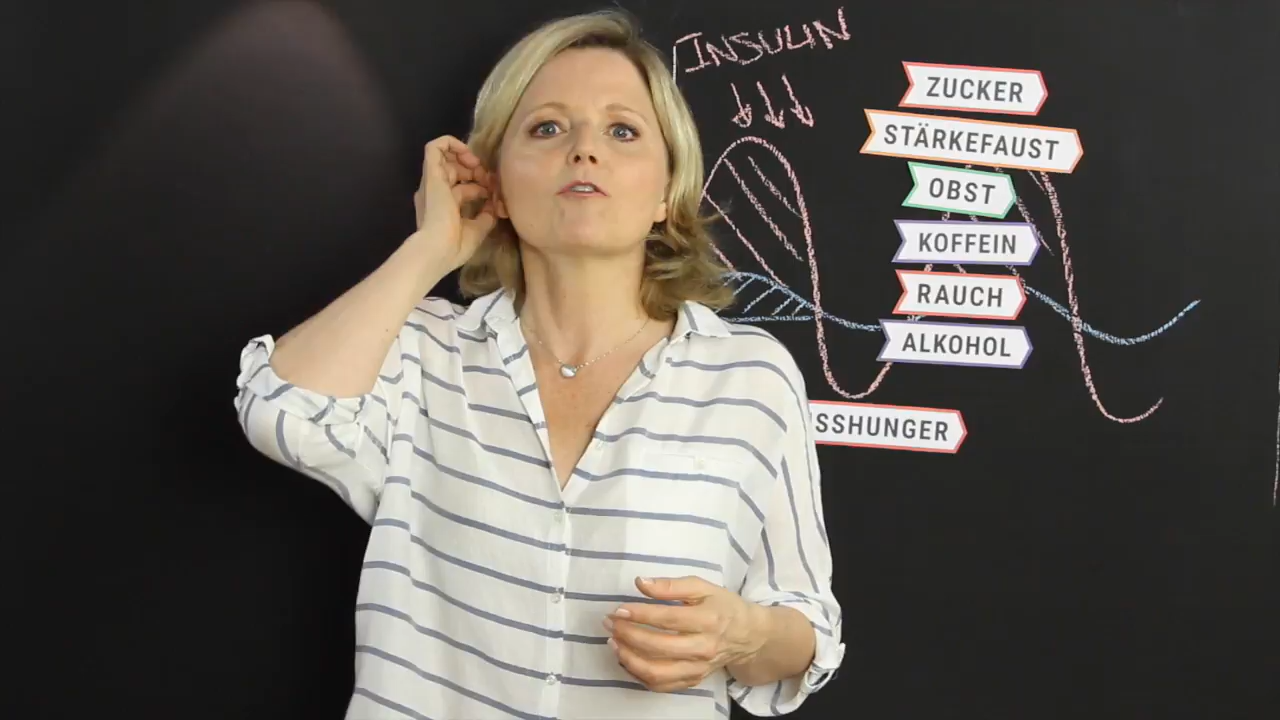 INSULIN
ZUCKER
STÄRKEFAUST
OBST
KOFFEIN
RAUCH
ALKOHOL
SSHUNGER